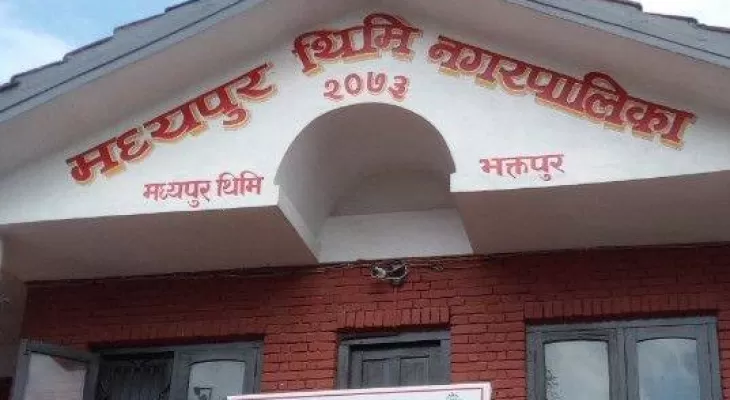 मध्यपुर थिमि नगरपालिका
२०७३
मध्यपुर थिमि
भक्तपुर